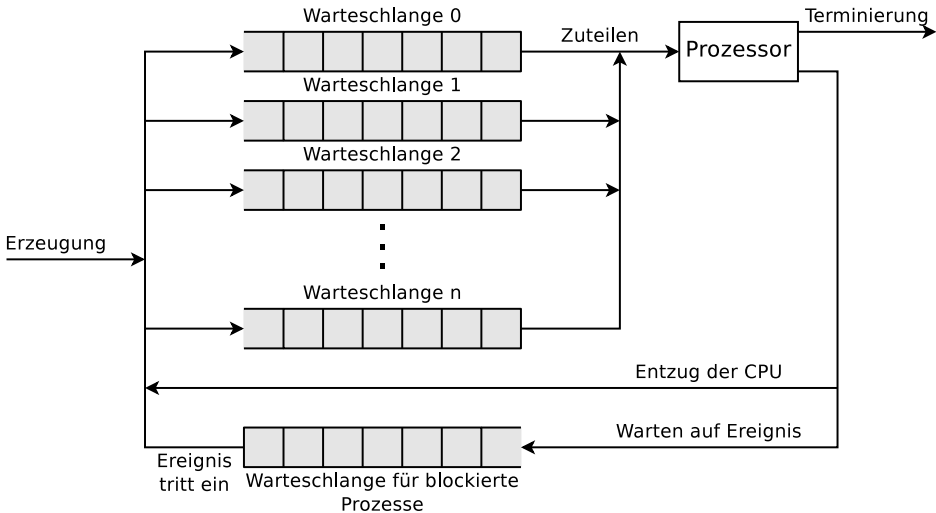 Warteschlange 0
Zuteilen
Terminierung
Prozessor
Warteschlange 1
Warteschlange 2
Erzeugung
Warteschlange n
Entzug der CPU
Warten auf Ereignis
Ereignis
tritt ein
Warteschlange für blockierte
Prozesse